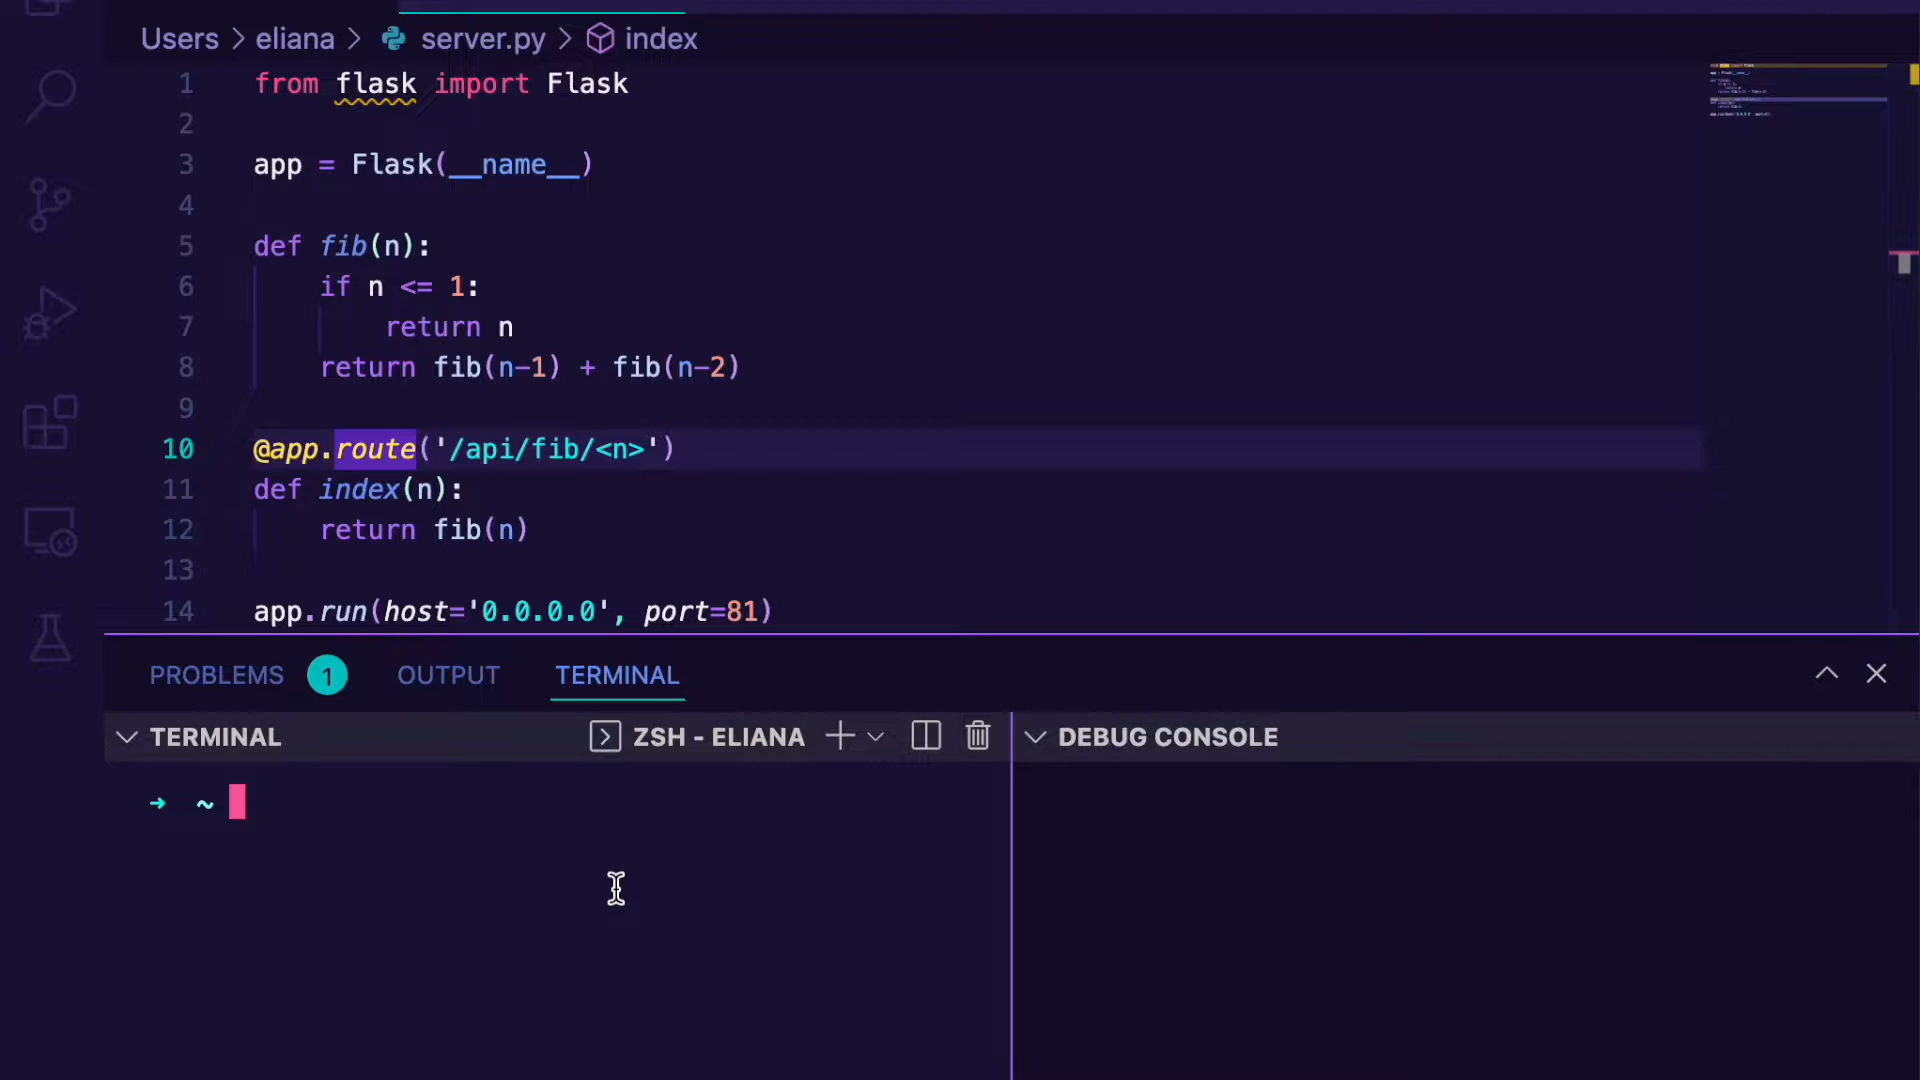 Users > eliana > server.py > index
1 from flask import Flask
2
3 app = Flask(__name__)
4
5 def fib(n):
6 if n <= 1:
7 return n
8 return fib(n-1) + fib(n-2)
9
10 @app.route('/api/fib/<n>')
11 def index(n):
12 return fib(n)
13
14 app.run(host='0.0.0.0', port=81)
PROBLEMS 1 OUTPUT TERMINAL
TERMINAL ZSH - ELIANA DEBUG CONSOLE
➜ ~